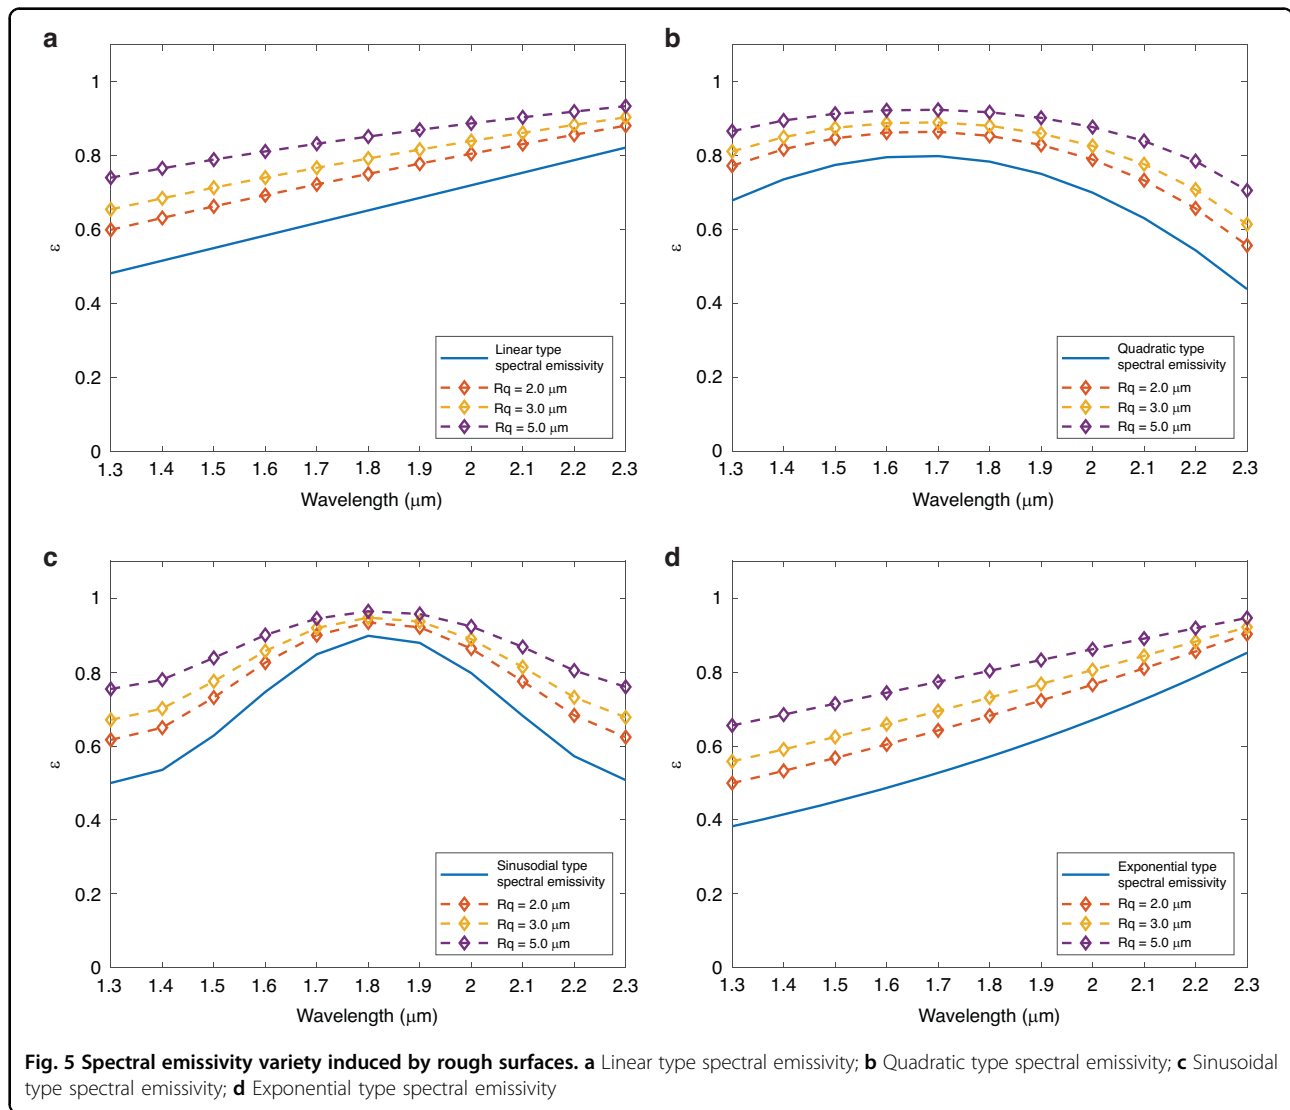 a
1
0.8
0.6
ε
0.4
0.2
0
Linear type
spectral emissivity
Rq = 2.0 μm
Rq = 3.0 μm
Rq = 5.0 μm
1.3 1.4 1.5 1.6 1.7 1.8 1.9 2 2.1 2.2 2.3
Wavelength (μm)
b
1
0.8
0.6
ε
0.4
0.2
0
Quadratic type
spectral emissivity
Rq = 2.0 μm
Rq = 3.0 μm
Rq = 5.0 μm
1.3 1.4 1.5 1.6 1.7 1.8 1.9 2 2.1 2.2 2.3
Wavelength (μm)
c
1
0.8
0.6
ε
0.4
0.2
0
Sinusodial type
spectral emissivity
Rq = 2.0 μm
Rq = 3.0 μm
Rq = 5.0 μm
1.3 1.4 1.5 1.6 1.7 1.8 1.9 2 2.1 2.2 2.3
Wavelength (μm)
d
1
0.8
0.6
ε
0.4
0.2
0
Exponential type
spectral emissivity
Rq = 2.0 μm
Rq = 3.0 μm
Rq = 5.0 μm
1.3 1.4 1.5 1.6 1.7 1.8 1.9 2 2.1 2.2 2.3
Wavelength (μm)
Fig. 5 Spectral emissivity variety induced by rough surfaces. a Linear type spectral emissivity; b Quadratic type spectral emissivity; c Sinusoidal
type spectral emissivity; d Exponential type spectral emissivity